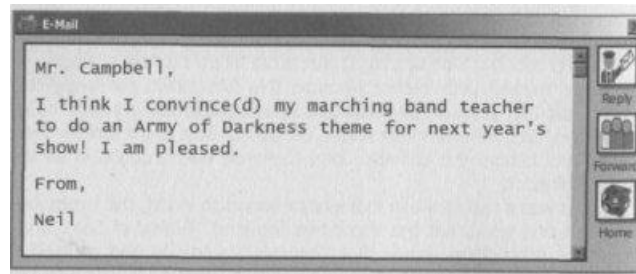 E-Mail
Mr. Campbell,
I think I convince(d) my marching band teacher
to do an Army of Darkness theme for next year's
show! I am pleased.
From,
Neil
Reply
Forward
Home